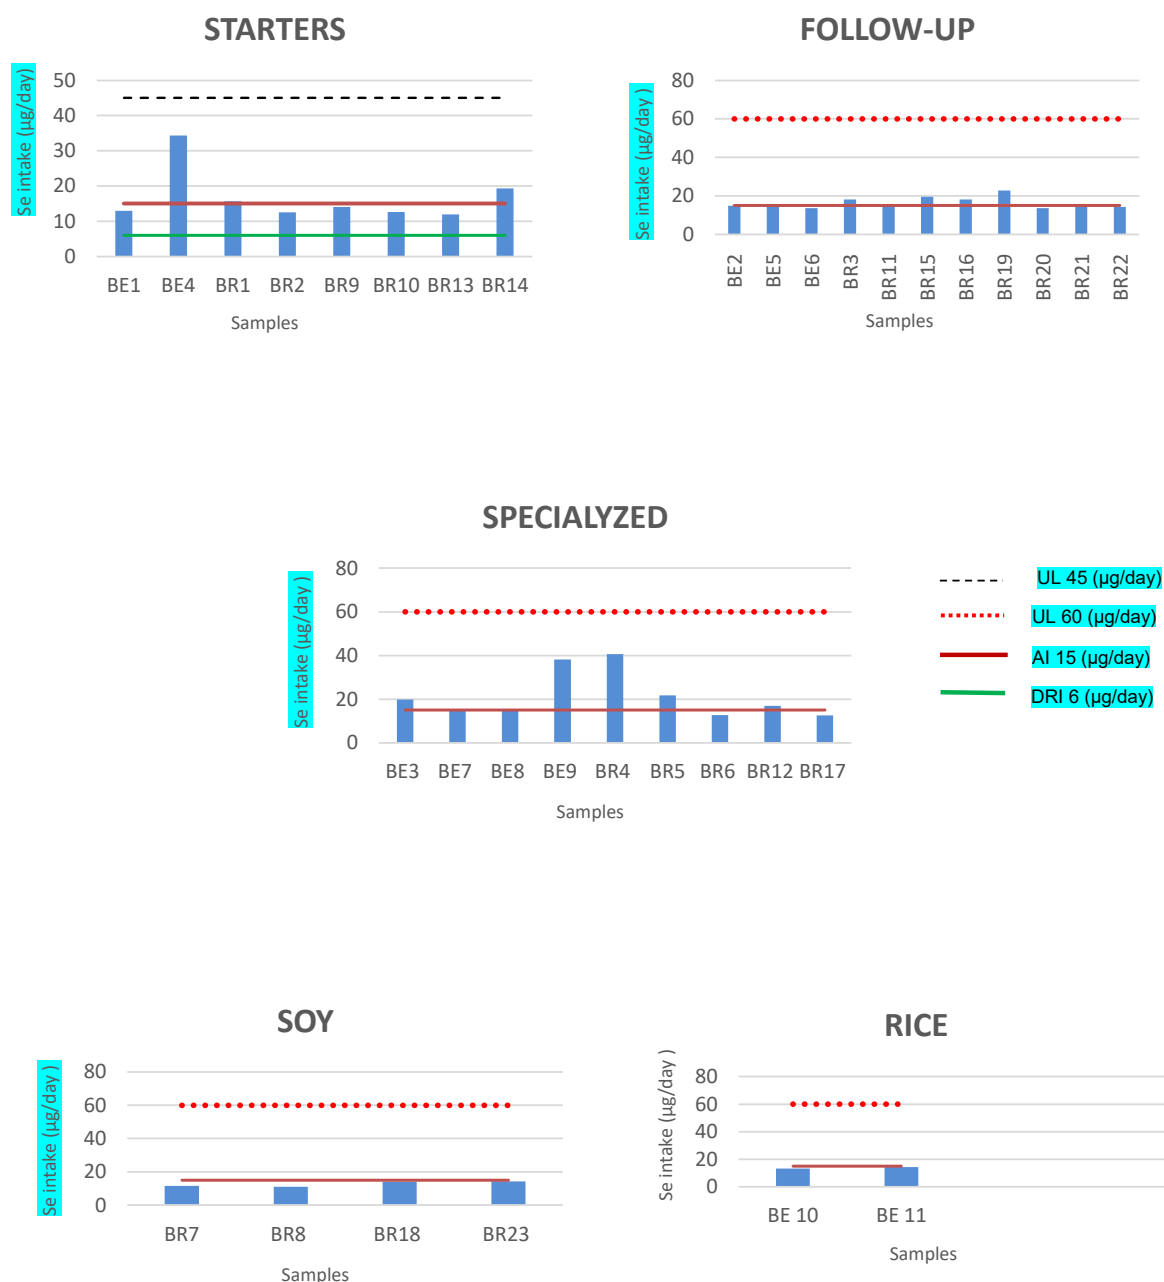 STARTERS
Se intake (µg/day)
50
40
30
20
10
0
BE1 BE4 BR1 BR2 BR9 BR10 BR13 BR14
Samples
FOLLOW-UP
Se intake (µg/day )
80
60
40
20
0
BE2 BE5 BE6 BR3 BR11 BR15 BR16 BR19 BR20 BR21 BR22
Samples
SPECIALYZED
Se intake (µg/day )
80
60
40
20
0
BE3 BE7 BE8 BE9 BR4 BR5 BR6 BR12 BR17
Samples
UL 45 (µg/day)
UL 60 (µg/day)
AI 15 (µg/day)
DRI 6 (µg/day)
SOY
Se intake (µg/day )
80
60
40
20
0
BR7 BR8 BR18 BR23
Samples
RICE
Se intake (µg/day )
80
60
40
20
0
BE 10 BE 11
Samples